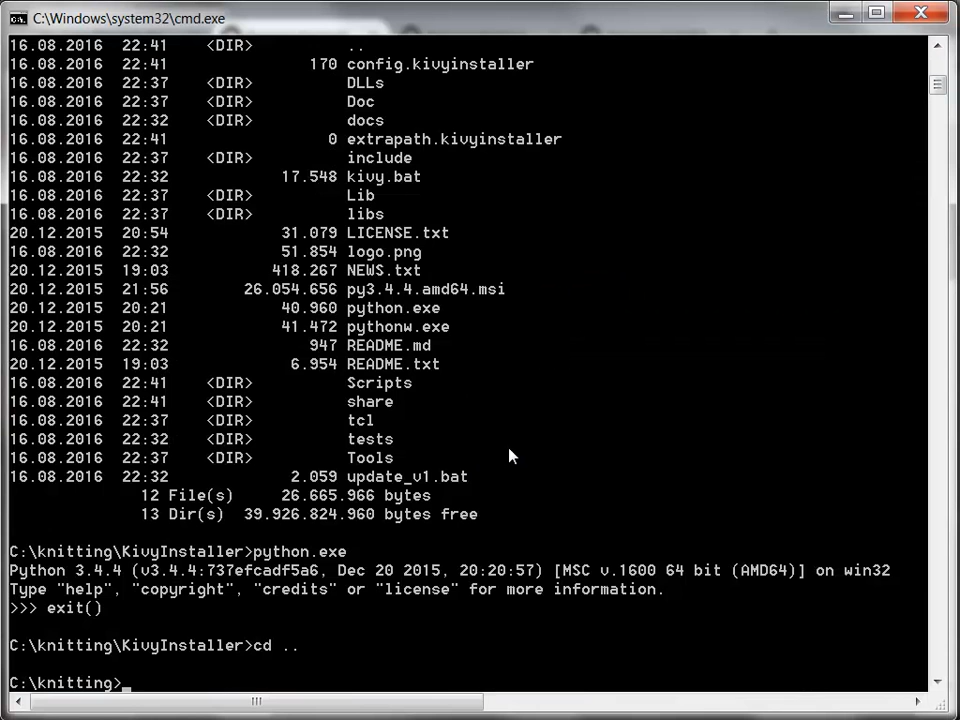 C:\Windows\system32\cmd.exe
16.08.2016  22:41    <DIR>          ..
16.08.2016  22:41               170 config.kivyinstaller
16.08.2016  22:37    <DIR>          DLLs
16.08.2016  22:37    <DIR>          Doc
16.08.2016  22:32    <DIR>          docs
16.08.2016  22:41                 0 extrapath.kivyinstaller
16.08.2016  22:37    <DIR>          include
16.08.2016  22:32            17.548 kivy.bat
16.08.2016  22:37    <DIR>          Lib
16.08.2016  22:37    <DIR>          libs
20.12.2015  20:54            31.079 LICENSE.txt
16.08.2016  22:32            51.854 logo.png
20.12.2015  19:03           418.267 NEWS.txt
20.12.2015  21:56        26.054.656 py3.4.4.amd64.msi
20.12.2015  20:21            40.960 python.exe
20.12.2015  20:21            41.472 pythonw.exe
16.08.2016  22:32               947 README.md
20.12.2015  19:03             6.954 README.txt
16.08.2016  22:41    <DIR>          Scripts
16.08.2016  22:41    <DIR>          share
16.08.2016  22:37    <DIR>          tcl
16.08.2016  22:32    <DIR>          tests
16.08.2016  22:37    <DIR>          Tools
16.08.2016  22:32             2.059 update_v1.bat
12 File(s)     26.665.966 bytes
13 Dir(s)  39.926.824.960 bytes free
C:\knitting\KivyInstaller>python.exe
Python 3.4.4 (v3.4.4:737efcadf5a6, Dec 20 2015, 20:20:57) [MSC v.1600 64 bit (AMD64)] on win32
Type "help", "copyright", "credits" or "license" for more information.
>>> exit()
C:\knitting\KivyInstaller>cd ..
C:\knitting>